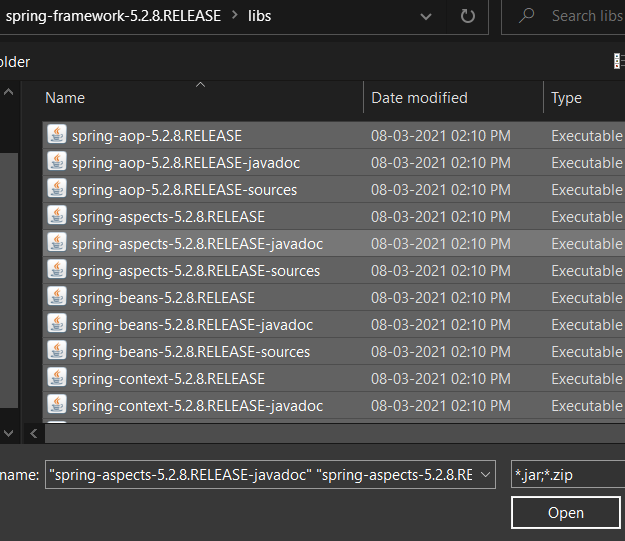 spring-framework-5.2.8.RELEASE > libs Search libs
older
Name Date modified Type
spring-aop-5.2.8.RELEASE 08-03-2021 02:10 PM Executable
spring-aop-5.2.8.RELEASE-javadoc 08-03-2021 02:10 PM Executable
spring-aop-5.2.8.RELEASE-sources 08-03-2021 02:10 PM Executable
spring-aspects-5.2.8.RELEASE 08-03-2021 02:10 PM Executable
spring-aspects-5.2.8.RELEASE-javadoc 08-03-2021 02:10 PM Executable
spring-aspects-5.2.8.RELEASE-sources 08-03-2021 02:10 PM Executable
spring-beans-5.2.8.RELEASE 08-03-2021 02:10 PM Executable
spring-beans-5.2.8.RELEASE-javadoc 08-03-2021 02:10 PM Executable
spring-beans-5.2.8.RELEASE-sources 08-03-2021 02:10 PM Executable
spring-context-5.2.8.RELEASE 08-03-2021 02:10 PM Executable
spring-context-5.2.8.RELEASE-javadoc 08-03-2021 02:10 PM Executable
name: "spring-aspects-5.2.8.RELEASE-javadoc" "spring-aspects-5.2.8.RE *.jar;*.zip
Open